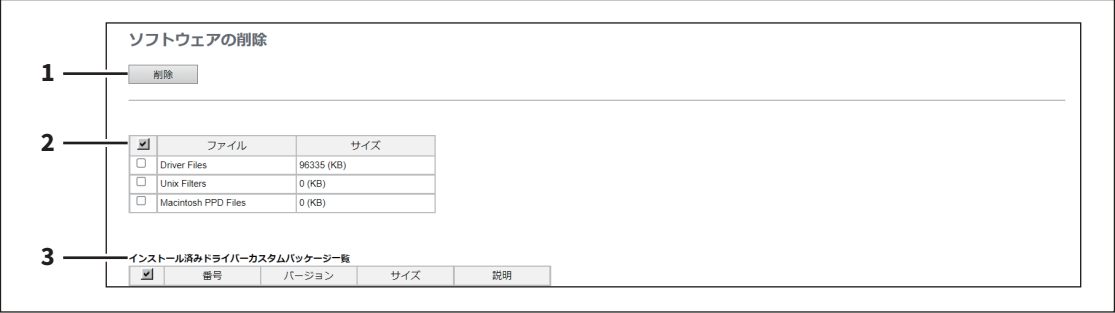 ソフトウェアの削除
1 削除
2 ファイル サイズ
Driver Files 96335 (KB)
Unix Filters 0 (KB)
Macintosh PPD Files 0 (KB)
3 インストール済みドライバーカスタムパッケージ一覧
番号 バージョン サイズ 説明